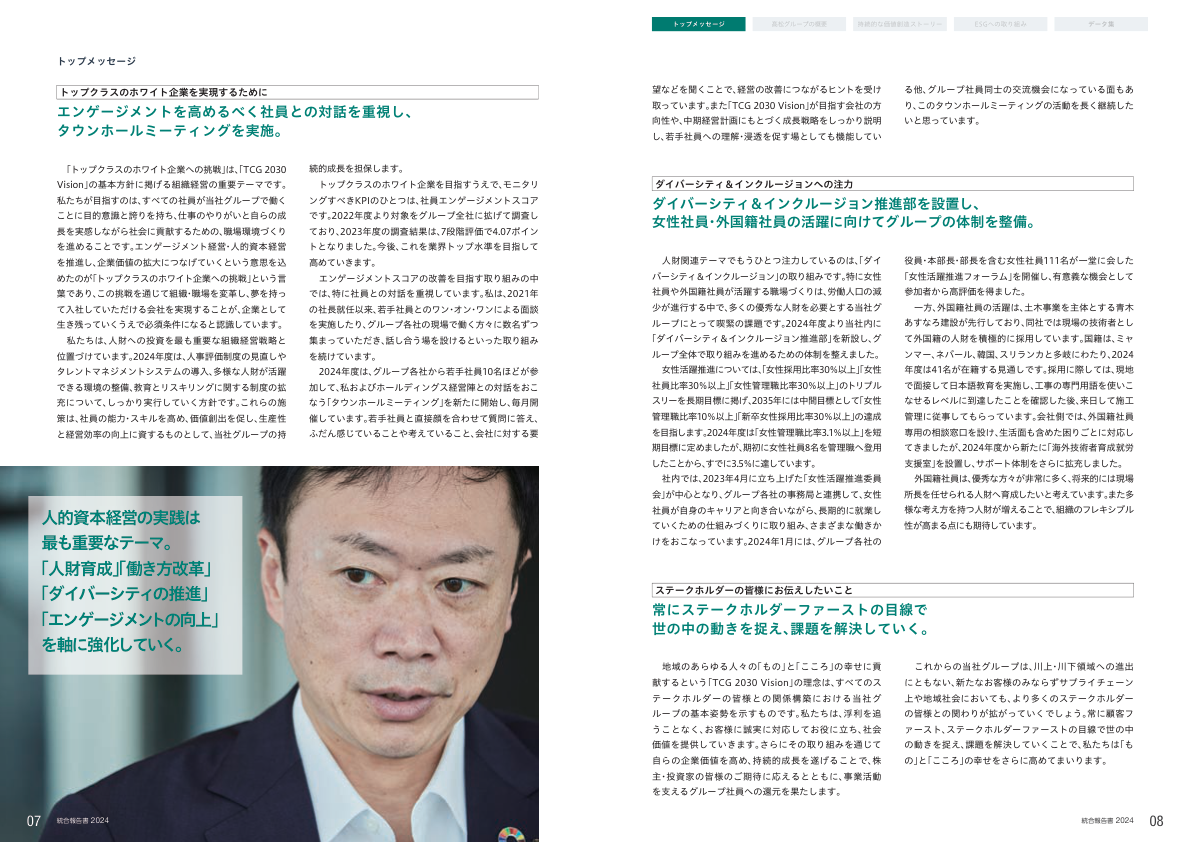 トップメッセージ
高松グループの概要
持続的な価値創造ストーリー
ESGへの取り組み
データ集
トップメッセージ
トップクラスのホワイト企業を実現するために
エンゲージメントを高めるべく社員との対話を重視し、
タウンホールミーティングを実施。
「トップクラスのホワイト企業への挑戦」は、「TCG 2030
Vision」の基本方針に掲げる組織経営の重要テーマです。
私たちが目指すのは、すべての社員が当社グループで働く
ことに目的意識と誇りを持ち、仕事のやりがいと自らの成
長を実感しながら社会に貢献するための、職場環境づくり
を進めることです。エンゲージメント経営・人的資本経営
を推進し、企業価値の拡大につなげていくという意思を込
めたのが「トップクラスのホワイト企業への挑戦」という言
葉であり、この挑戦を通じて組織・職場を変革し、夢を持っ
て入社していただける会社を実現することが、企業として
生き残っていくうえで必須条件になると認識しています。
私たちは、人財への投資を最も重要な組織経営戦略と
位置づけています。2024年度は、人事評価制度の見直しや
タレントマネジメントシステムの導入、多様な人財が活躍
できる環境の整備、教育とリスキリングに関する制度の拡
充について、しっかり実行していく方針です。これらの施
策は、社員の能力・スキルを高め、価値創出を促し、生産性
と経営効率の向上に資するものとして、当社グループの持
続的成長を担保します。
トップクラスのホワイト企業を目指すうえで、モニタリ
ングすべきKPIのひとつは、社員エンゲージメントスコア
です。2022年度より対象をグループ全社に拡げて調査し
ており、2023年度の調査結果は、7段階評価で4.07ポイン
トとなりました。今後、これを業界トップ水準を目指して
高めていきます。
エンゲージメントスコアの改善を目指す取り組みの中
では、特に社員との対話を重視しています。私は、2021年
の社長就任以来、若手社員とのワン・オン・ワンによる面談
を実施したり、グループ各社の現場で働く方々に数名ずつ
集まっていただき、話し合う場を設けるといった取り組み
を続けています。
2024年度は、グループ各社から若手社員10名ほどが参
加して、私およびホールディングス経営陣との対話をおこ
なう「タウンホールミーティング」を新たに開始し、毎月開
催しています。若手社員と直接顔を合わせて質問に答え、
ふだん感じていることや考えていること、会社に対する要
望などを聞くことで、経営の改善につながるヒントを受け
取っています。また「TCG 2030 Vision」が目指す会社の方
向性や、中期経営計画にもとづく成長戦略をしっかり説明
し、若手社員への理解・浸透を促す場としても機能してい
る他、グループ社員同士の交流機会になっている面もあ
り、このタウンホールミーティングの活動を長く継続した
いと思っています。
人的資本経営の実践は
最も重要なテーマ。
「人財育成」「働き方改革」
「ダイバーシティの推進」
「エンゲージメントの向上」
を軸に強化していく。
ダイバーシティ&インクルージョンへの注力
ダイバーシティ&インクルージョン推進部を設置し、
女性社員・外国籍社員の活躍に向けてグループの体制を整備。
人財関連テーマでもうひとつ注力しているのは、「ダイ
バーシティ&インクルージョン」の取り組みです。特に女性
社員や外国籍社員が活躍する職場づくりは、労働人口の減
少が進行する中で、多くの優秀な人財を必要とする当社グ
ループにとって喫緊の課題です。2024年度より当社内に
「ダイバーシティ&インクルージョン推進部」を新設し、グ
ループ全体で取り組みを進めるための体制を整えました。
女性活躍推進については、「女性採用比率30%以上」「女性
社員比率30%以上」「女性管理職比率30%以上」のトリプル
スリーを長期目標に掲げ、2035年には中間目標として「女性
管理職比率10%以上」「新卒女性採用比率30%以上」の達成
を目指します。2024年度は「女性管理職比率3.1%以上」を短
期目標に定めましたが、期初に女性社員8名を管理職へ登用
したことから、すでに3.5%に達しています。
社内では、2023年4月に立ち上げた「女性活躍推進委員
会」が中心となり、グループ各社の事務局と連携して、女性
社員が自身のキャリアと向き合いながら、長期的に就業し
ていくための仕組みづくりに取り組み、さまざまな働きか
けをおこなっています。2024年1月には、グループ各社の
役員・本部長・部長を含む女性社員111名が一堂に会した
「女性活躍推進フォーラム」を開催し、有意義な機会として
参加者から高評価を得ました。
一方、外国籍社員の活躍は、土木事業を主体とする青木
あすなろ建設が先行しており、同社では現場の技術者とし
て外国籍の人財を積極的に採用しています。国籍は、ミャ
ンマー、ネパール、韓国、スリランカと多岐にわたり、2024
年度は41名が在籍する見通しです。採用に際しては、現地
で面接して日本語教育を実施し、工事の専門用語を使いこ
なせるレベルに到達したことを確認した後、来日して施工
管理に従事してもらっています。会社側では、外国籍社員
専用の相談窓口を設け、生活面も含めた困りごとに対応し
てきましたが、2024年度から新たに「海外技術者育成就労
支援室」を設置し、サポート体制をさらに拡充しました。
外国籍社員は、優秀な方々が非常に多く、将来的には現場
所長を任せられる人財へ育成したいと考えています。また多
様な考え方を持つ人財が増えることで、組織のフレキシブル
性が高まる点にも期待しています。
ステークホルダーの皆様にお伝えしたいこと
常にステークホルダーファーストの目線で
世の中の動きを捉え、課題を解決していく。
地域のあらゆる人々の「もの」と「こころ」の幸せに貢
献するという「TCG 2030 Vision」の理念は、すべてのス
テークホルダーの皆様との関係構築における当社グ
ループの基本姿勢を示すものです。私たちは、浮利を追
うことなく、お客様に誠実に対応してお役に立ち、社会
価値を提供していきます。さらにその取り組みを通じて
自らの企業価値を高め、持続的成長を遂げることで、株
主・投資家の皆様のご期待に応えるとともに、事業活動
を支えるグループ社員への還元を果たします。
これからの当社グループは、川上・川下領域への進出
にともない、新たなお客様のみならずサプライチェーン
上や地域社会においても、より多くのステークホルダー
の皆様との関わりが拡がっていくでしょう。常に顧客フ
ァースト、ステークホルダーファーストの目線で世の中
の動きを捉え、課題を解決していくことで、私たちは「も
の」と「こころ」の幸せをさらに高めてまいります。
07
統合報告書 2024
統合報告書 2024
08